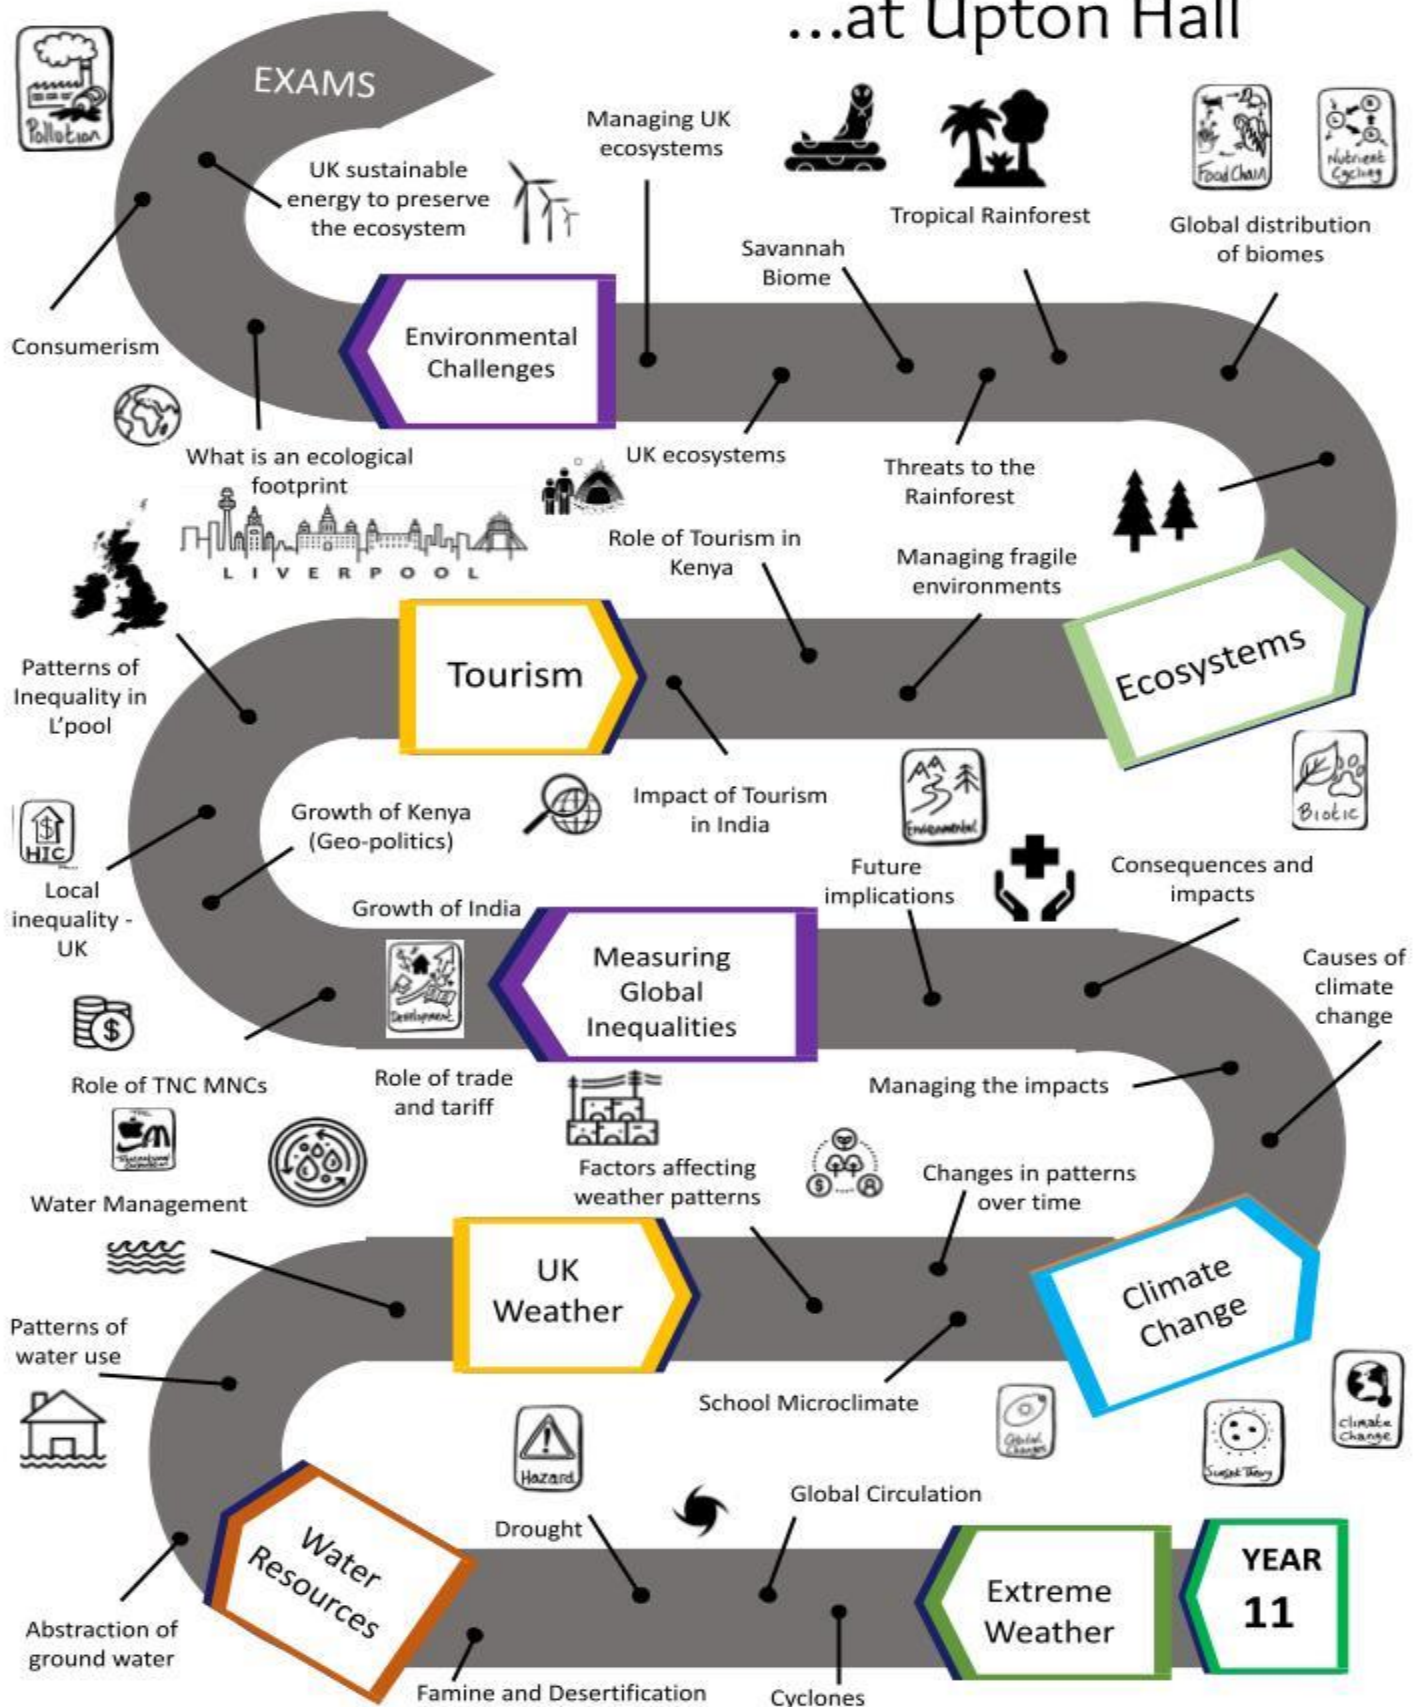 ...at Upton Hall
EXAMS
Pollution
Managing UK
ecosystems
UK sustainable
energy to preserve
the ecosystem
Tropical Rainforest
Food Chain
Nutrient
Cycling
Global distribution
of biomes
Savannah
Biome
Consumerism
Environmental
Challenges
What is an ecological
footprint
UK ecosystems
Threats to the
Rainforest
LIVERPOOL
Role of Tourism in
Kenya
Managing fragile
environments
Patterns of
Inequality in
L'pool
Tourism
Ecosystems
Impact of Tourism
in India
Environmental
Biotic
HIC
Local
inequality -
UK
Growth of Kenya
(Geo-politics)
Growth of India
Development
Measuring
Global
Inequalities
Future
implications
Consequences and
impacts
Causes of
climate
change
Role of TNC MNCs
Role of trade
and tariff
Managing the impacts
Water Management
Factors affecting
weather patterns
Changes in patterns
over time
UK
Weather
Climate
Change
Patterns of
water use
School Microclimate
Climate
Change
Hazard
Water
Resources
Drought
Global Circulation
Extreme
Weather
YEAR
11
Abstraction of
ground water
Famine and Desertification
Cyclones